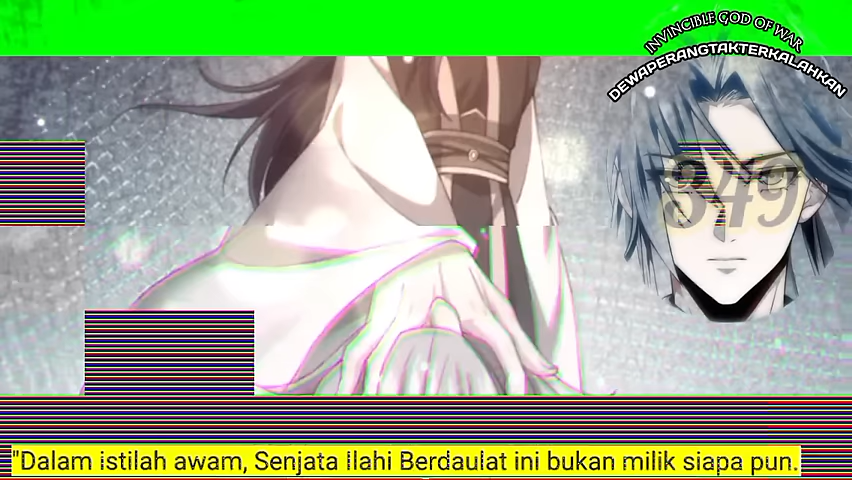 INVINCIBLE GOD OF WAR
DEWAPERANGTAKTERKALAHKAN
349
"Dalam istilah awam, Senjata Ilahi Berdaulat ini bukan milik siapa pun.